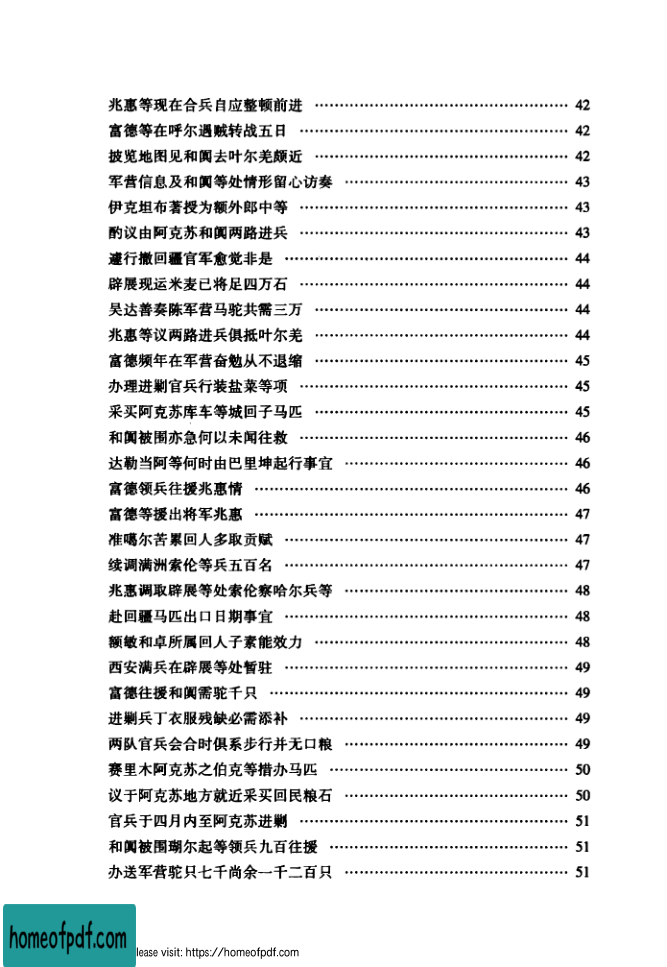 兆惠等现在合兵自应整顿前进 ………………………………………… 42
富德等在呼尔遇贼转战五日 ………………………………………… 42
披览地图见和阗去叶尔羌颇近 ………………………………………… 42
军营信息及和阗等处情形留心访奏 ………………………………………… 43
伊克坦布著授为额外郎中等 ………………………………………… 43
酌议由阿克苏和阗两路进兵 ………………………………………… 43
遽行撤回疆官军愈觉非是 ………………………………………… 44
辟展现运米麦已将足四万石 ………………………………………… 44
吴达善奏陈军营马驼共需三万 ………………………………………… 44
兆惠等议两路进兵俱抵叶尔羌 ………………………………………… 44
富德频年在军营奋勉从不退缩 ………………………………………… 45
办理进剿官兵行装盐菜等项 ………………………………………… 45
采买阿克苏库车等城回子马匹 ………………………………………… 45
和阗被围亦急何以未闻往救 ………………………………………… 46
达勒当阿等何时由巴里坤起行事宜 ………………………………………… 46
富德领兵往援兆惠情 ………………………………………… 46
富德等援出将军兆惠 ………………………………………… 47
准噶尔苦累回人多取贡赋 ………………………………………… 47
续调满洲索伦等兵五百名 ………………………………………… 47
兆惠调取辟展等处索伦察哈尔兵等 ………………………………………… 48
赴回疆马匹出口日期事宜 ………………………………………… 48
额敏和卓所属回人子素能效力 ………………………………………… 48
西安满兵在辟展等处暂驻 ………………………………………… 49
富德往援和阗需驼千只 ………………………………………… 49
进剿兵丁衣服残缺必需添补 ………………………………………… 49
两队官兵会合时俱系步行并无口粮 ………………………………………… 49
赛里木阿克苏之伯克等措办马匹 ………………………………………… 50
议于阿克苏地方就近采买回民粮石 ………………………………………… 50
官兵于四月内至阿克苏进剿 ………………………………………… 51
和阗被围瑚尔起等领兵九百往援 ………………………………………… 51
办送军营驼只七千尚余一千二百只 ………………………………………… 51
homeofpdf.com
lease visit: https://homeofpdf.com